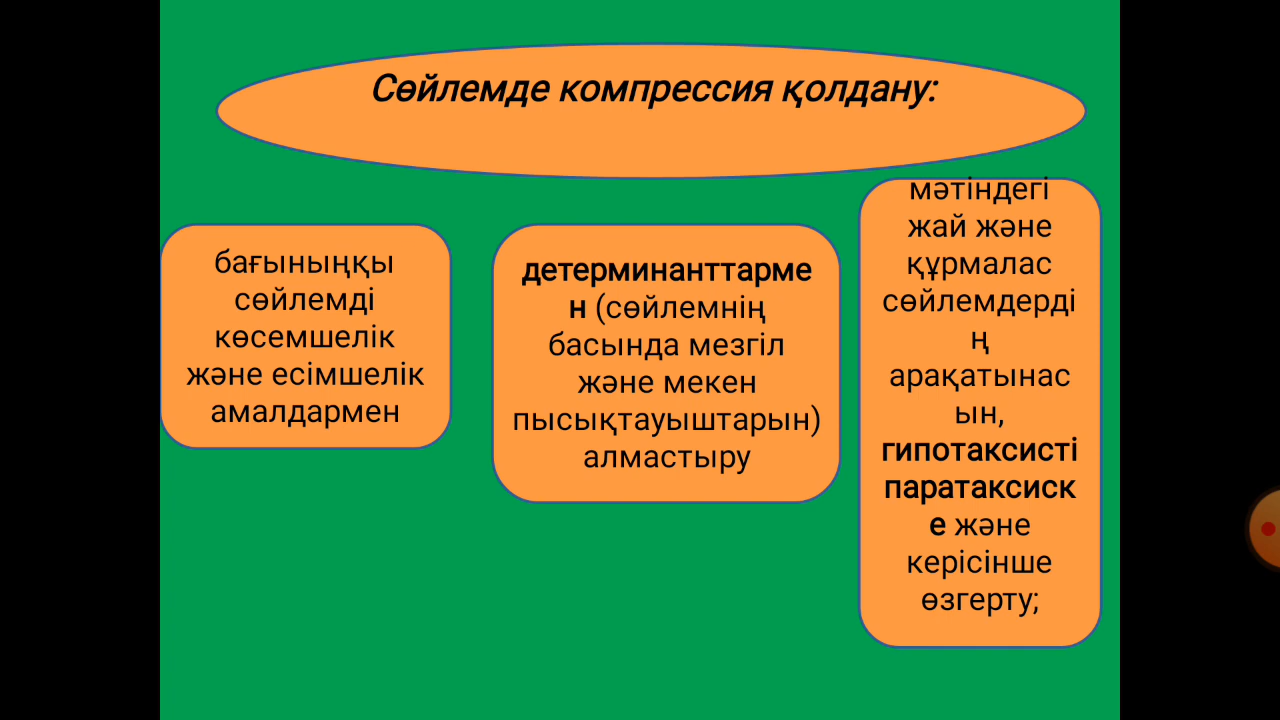 Сөйлемде компрессия қолдану:
бағыныңқы
сөйлемді
көсемшелік
және есімшелік
амалдармен
детерминанттарме
н (сөйлемнің
басында мезгіл
және мекен
пысықтауыштарын)
алмастыру
мәтіндегі
жай және
құрмалас
сөйлемдерді
ң
арақатынас
ын,
гипотаксисті
паратаксиск
е және
керісінше
өзгерту;